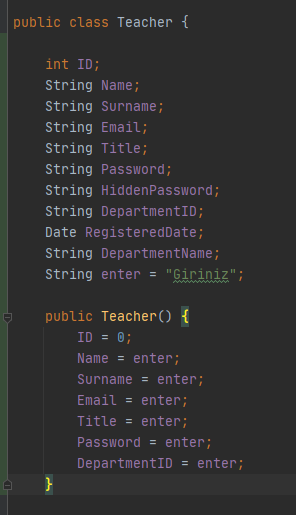 public class Teacher {
int ID;
String Name;
String Surname;
String Email;
String Title;
String Password;
String HiddenPassword;
String DepartmentID;
Date RegisteredDate;
String DepartmentName;
String enter = "Giriniz";
public Teacher() {
ID = 0;
Name = enter;
Surname = enter;
Email = enter;
Title = enter;
Password = enter;
DepartmentID = enter;
}